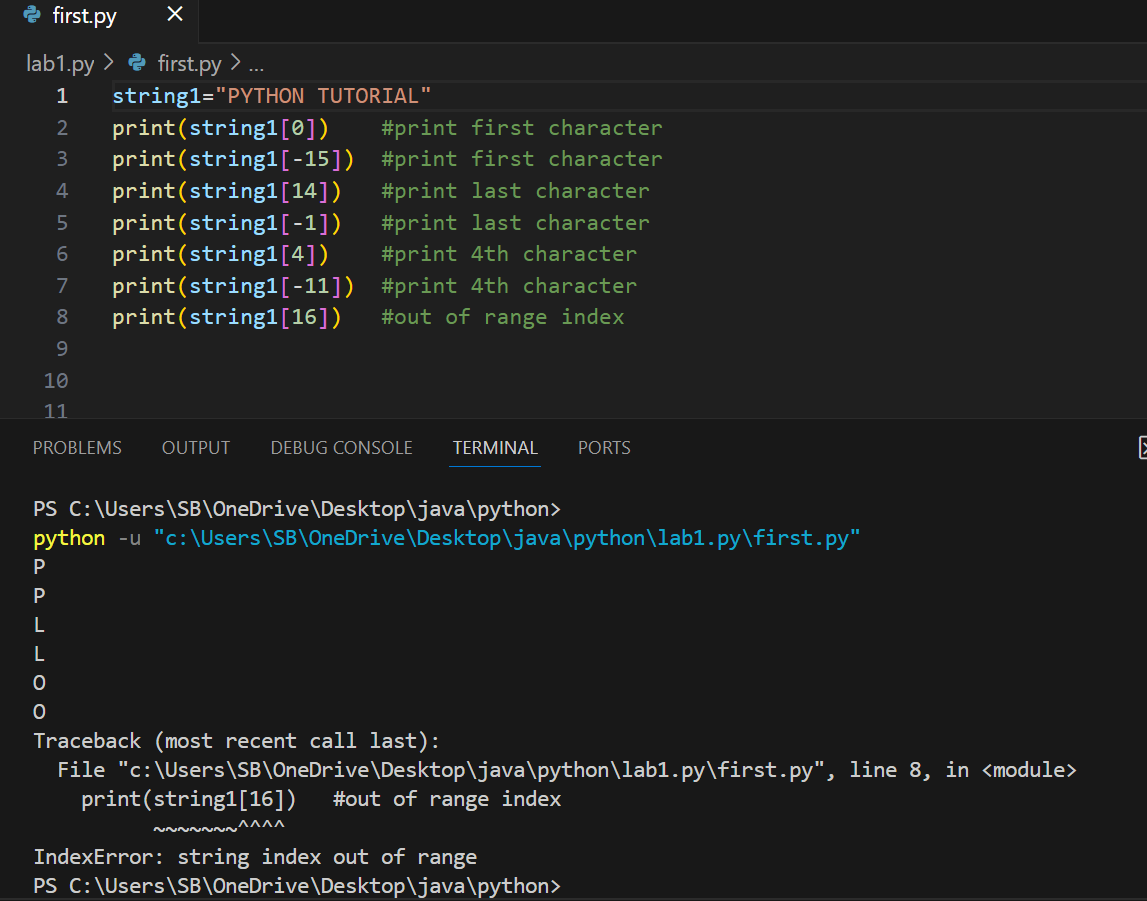 first.py
lab1.py > first.py > ...
1 string1="PYTHON TUTORIAL"
2 print(string1[0])    #print first character
3 print(string1[-15])  #print first character
4 print(string1[14])   #print last character
5 print(string1[-1])   #print last character
6 print(string1[4])    #print 4th character
7 print(string1[-11])  #print 4th character
8 print(string1[16])   #out of range index
9
10
11
PROBLEMS OUTPUT DEBUG CONSOLE TERMINAL PORTS
PS C:\Users\SB\OneDrive\Desktop\java\python>
python -u "c:\Users\SB\OneDrive\Desktop\java\python\lab1.py\first.py"
P
P
L
L
O
O
Traceback (most recent call last):
  File "c:\Users\SB\OneDrive\Desktop\java\python\lab1.py\first.py", line 8, in <module>
    print(string1[16])   #out of range index
          ~~~~~~~^^^^
IndexError: string index out of range
PS C:\Users\SB\OneDrive\Desktop\java\python>